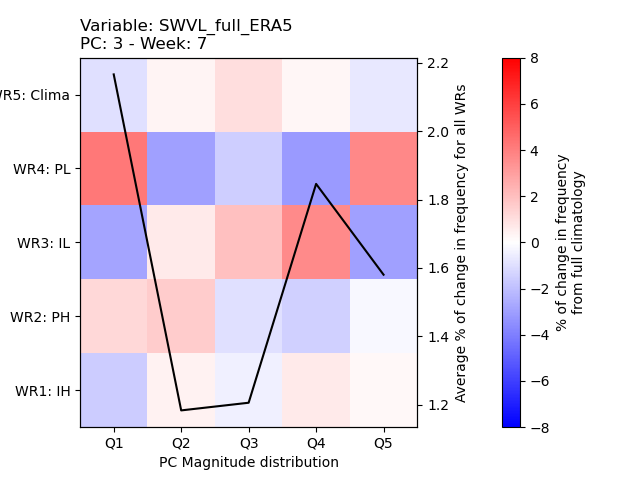 Variable: SWVL_full_ERA5
PC: 3 - Week: 7
WR5: Clima
WR4: PL
WR3: IL
WR2: PH
WR1: IH
Q1 Q2 Q3 Q4 Q5
PC Magnitude distribution
2.2
2.0
1.8
1.6
1.4
1.2
Average % of change in frequency for all WRs
8
6
4
2
0
−2
−4
−6
−8
% of change in frequency
from full climatology